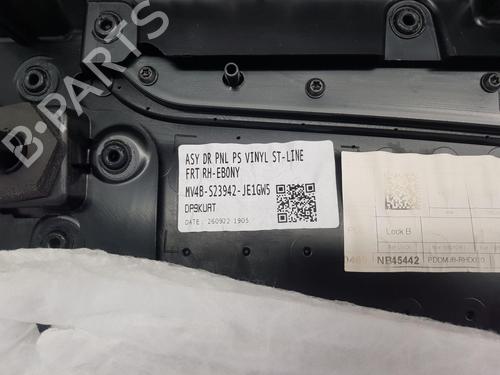 B-PARTS
ASY DR PNL PS VINYL ST-LINE
FRT RH-EBONY
MV4B-S23942-JE1GW5
DP9KUAT
DATE: 260922 1905
Lock B
NB45442